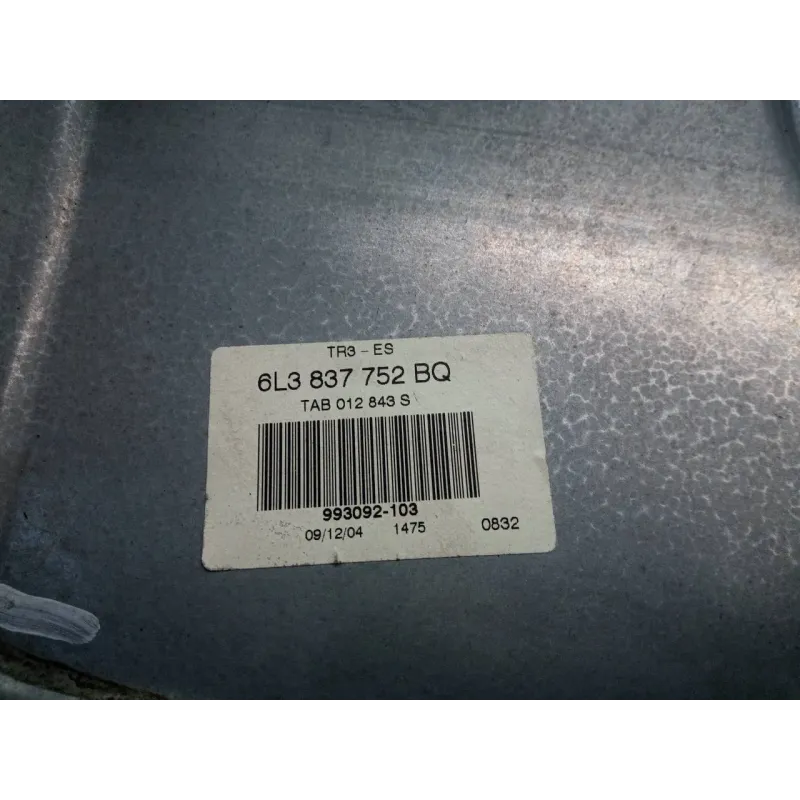 TR3 - ES
6L3 837 752 BQ
TAB 012 843 S
993092-103
09/12/04 1475 0832